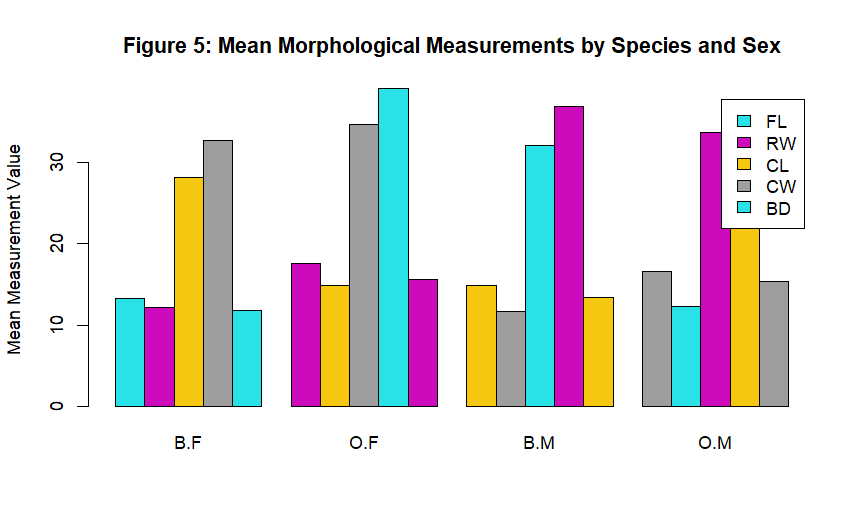 Figure 5: Mean Morphological Measurements by Species and Sex
Mean Measurement Value
30
20
10
0
FL
RW
CL
CW
BD
B.F
O.F
B.M
O.M